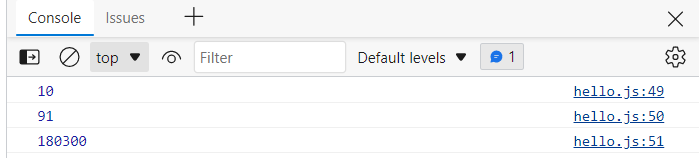 Console Issues
top Filter Default levels 1
10 hello.js:49
91 hello.js:50
180300 hello.js:51